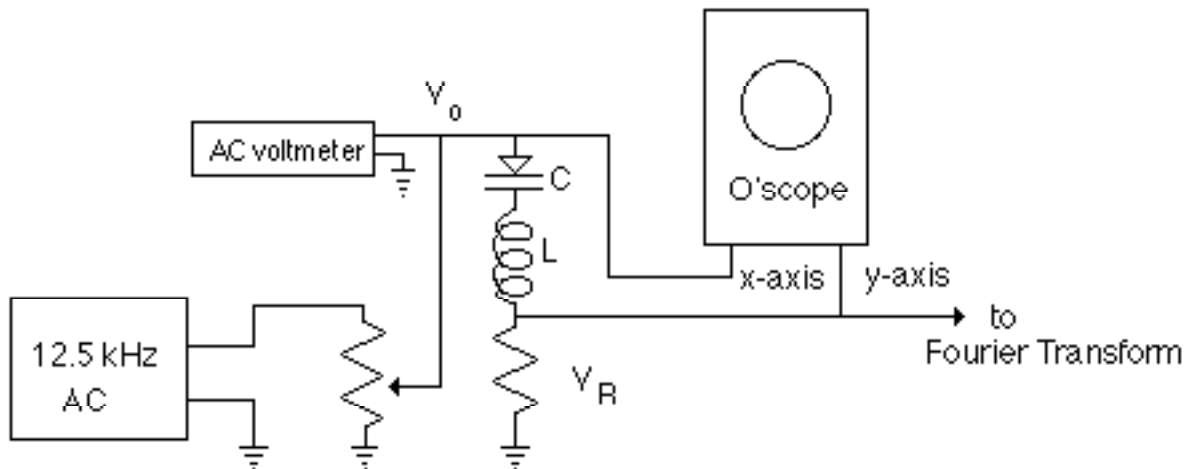 V0
AC voltmeter
C
O'scope
L
x-axis
y-axis
12.5 kHz
AC
VR
to
Fourier Transform